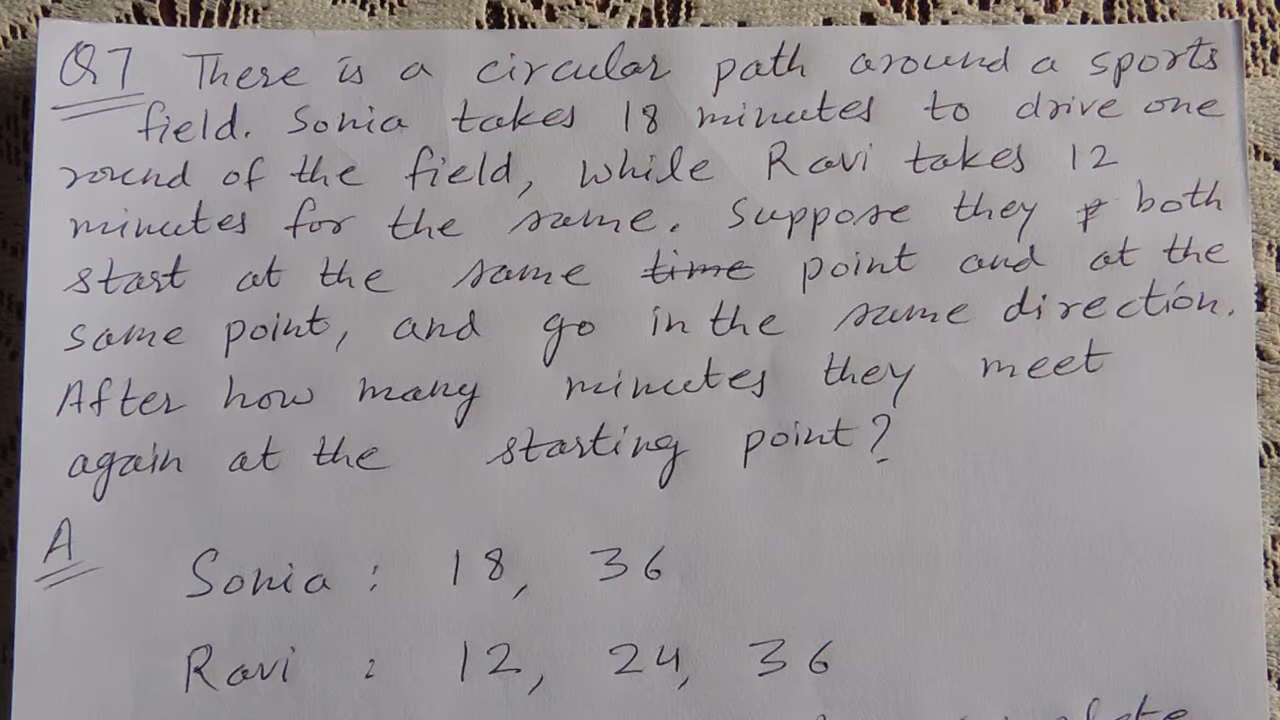 Q7 There is a circular path around a sports
field. Sonia takes 18 minutes to drive one
round of the field, while Ravi takes 12
minutes for the same. Suppose they both
start at the same time point and at the
same point, and go in the same direction.
After how many minutes they meet
again at the starting point?
A
Sonia : 18, 36
Ravi : 12, 24, 36